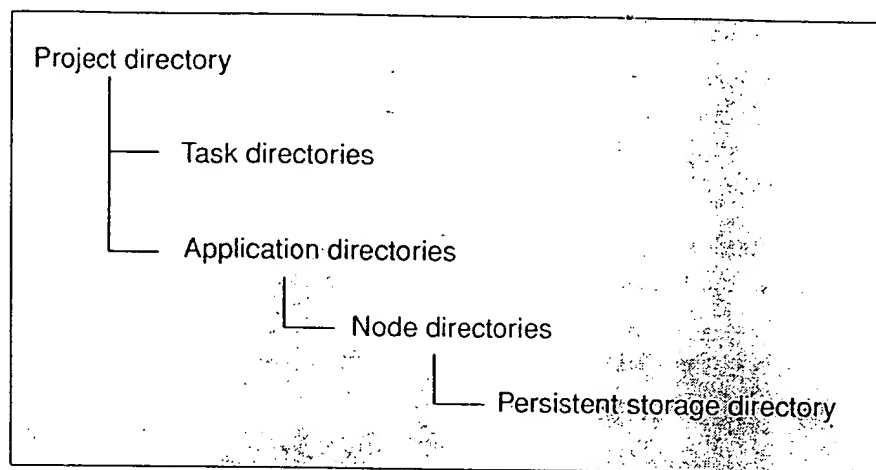 Project directory
Task directories
Application directories
Node directories
Persistent storage directory